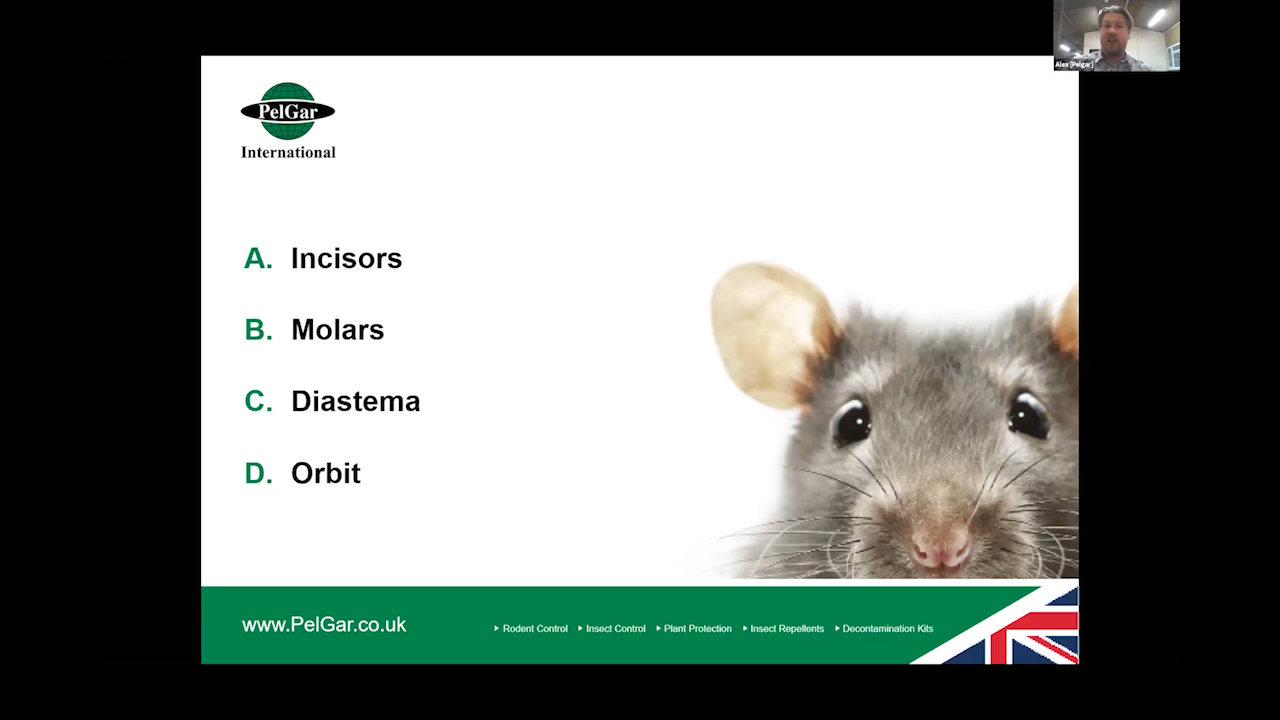 Alex [Pelgar]
PelGar
International
A. Incisors
B. Molars
C. Diastema
D. Orbit
www.PelGar.co.uk
Rodent Control Insect Control Plant Protection Insect Repellents Decontamination Kits